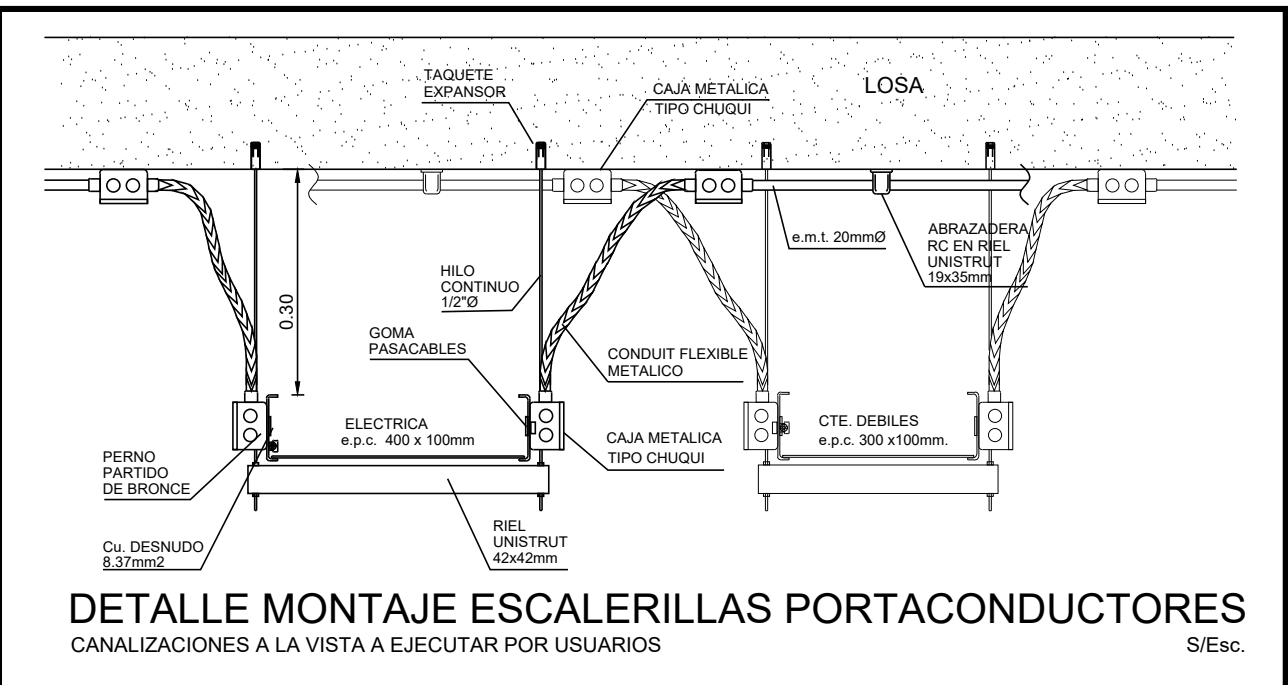 TAQUETE
EXPANSOR
CAJA METALICA
TIPO CHUQUI
LOSA
0.30
HILO
CONTINUO
1/2"Ø
GOMA
PASACABLES
e.m.t. 20mmØ
ABRAZADERA
RC EN RIEL
UNISTRUT
19x35mm
CONDUIT FLEXIBLE
METALICO
ELECTRICA
e.p.c. 400 x 100mm
CAJA METALICA
TIPO CHUQUI
CTE. DEBILES
e.p.c. 300 x100mm.
PERNO
PARTIDO
DE BRONCE
Cu. DESNUDO
8.37mm2
RIEL
UNISTRUT
42x42mm
DETALLE MONTAJE ESCALERILLAS PORTACONDUCTORES
CANALIZACIONES A LA VISTA A EJECUTAR POR USUARIOS
S/Esc.